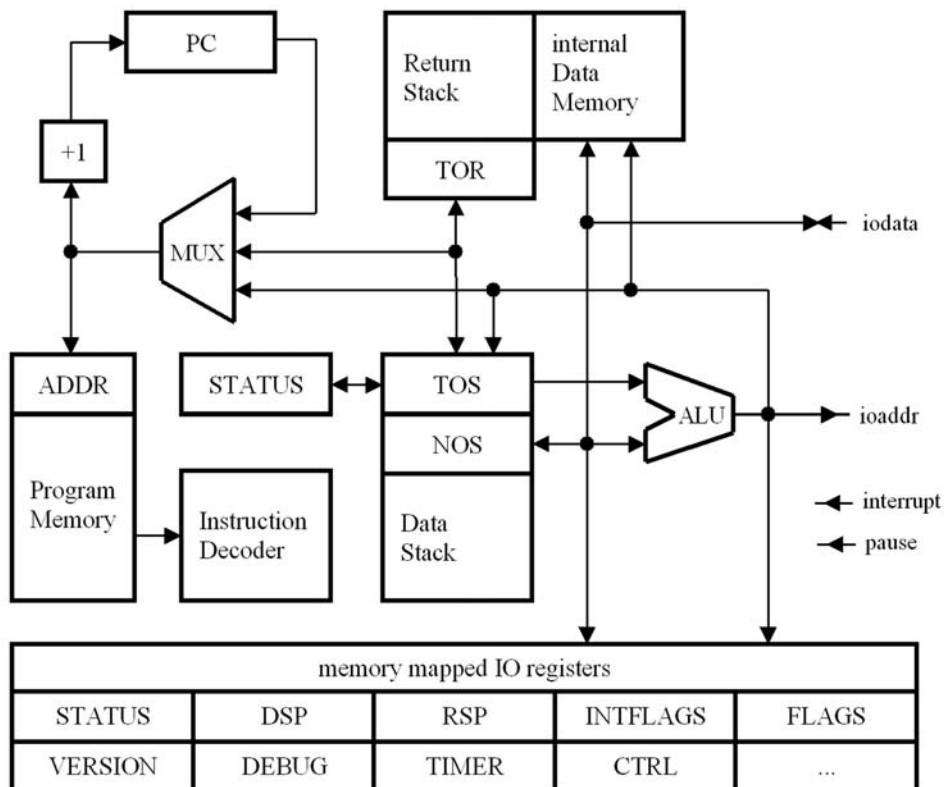 PC
Return
Stack
internal
Data
Memory
+1
TOR
MUX
iodata
ADDR
STATUS
TOS
ALU
ioaddr
NOS
Program
Memory
Instruction
Decoder
Data
Stack
interrupt
pause
memory mapped IO registers
STATUS DSP RSP INTFLAGS FLAGS
VERSION DEBUG TIMER CTRL ...